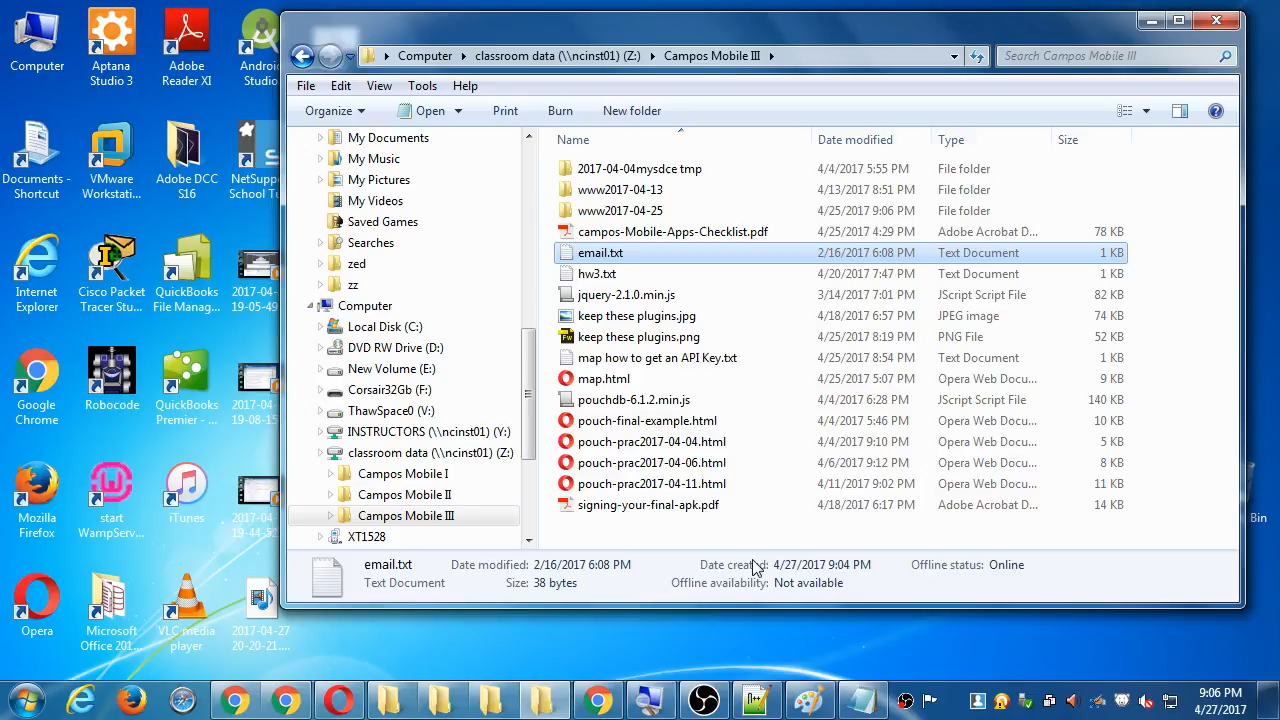 Computer
Aptana
Studio 3
Adobe
Reader XI
Android
Studio
Documents -
Shortcut
VMware
Workstati...
Adobe DCC
S16
NetSuppo
School Tu
Internet
Explorer
Cisco Packet
Tracer Stu...
QuickBooks
File Manag...
2017-04-
19-05-49
Google
Chrome
Robocode
QuickBooks
Premier - ...
2017-04-
19-08-15
Mozilla
Firefox
start
WampServ...
iTunes
2017-04-
19-44-52
Opera
Microsoft
Office 201...
VLC media
player
2017-04-27
20-20-21....
Bin
Computer classroom data (\\ncinst01) (Z:) Campos Mobile III
Search Campos Mobile III
File Edit View Tools Help
Organize Open Print Burn New folder
My Documents
My Music
My Pictures
My Videos
Saved Games
Searches
zed
zz
Computer
Local Disk (C:)
DVD RW Drive (D:)
New Volume (E:)
Corsair32Gb (F:)
ThawSpace0 (V:)
INSTRUCTORS (\\ncinst01) (Y:)
classroom data (\\ncinst01) (Z:)
Campos Mobile I
Campos Mobile II
Campos Mobile III
XT1528
Name Date modified Type Size
2017-04-04mysdce tmp 4/4/2017 5:55 PM File folder
www2017-04-13 4/13/2017 8:51 PM File folder
www2017-04-25 4/25/2017 9:06 PM File folder
campos-Mobile-Apps-Checklist.pdf 4/25/2017 4:29 PM Adobe Acrobat D... 78 KB
email.txt 2/16/2017 6:08 PM Text Document 1 KB
hw3.txt 4/20/2017 7:47 PM Text Document 1 KB
jquery-2.1.0.min.js 3/14/2017 7:19 PM JScript Script File 82 KB
keep these plugins.jpg 4/18/2017 6:57 PM JPEG image 74 KB
keep these plugins.png 4/25/2017 8:19 PM PNG File 52 KB
map how to get an API Key.txt 4/25/2017 8:54 PM Text Document 1 KB
map.html 4/25/2017 5:07 PM Opera Web Docu... 9 KB
pouchdb-6.1.2.min.js 4/4/2017 6:28 PM JScript Script File 140 KB
pouch-final-example.html 4/4/2017 5:46 PM Opera Web Docu... 10 KB
pouch-prac2017-04-04.html 4/4/2017 9:10 PM Opera Web Docu... 5 KB
pouch-prac2017-04-06.html 4/6/2017 9:12 PM Opera Web Docu... 8 KB
pouch-prac2017-04-11.html 4/11/2017 9:02 PM Opera Web Docu... 11 KB
signing-your-final-apk.pdf 4/18/2017 6:17 PM Adobe Acrobat D... 14 KB
email.txt Date modified: 2/16/2017 6:08 PM Date created: 4/27/2017 9:04 PM Offline status: Online
Text Document Size: 38 bytes Offline availability: Not available
9:06 PM
4/27/2017